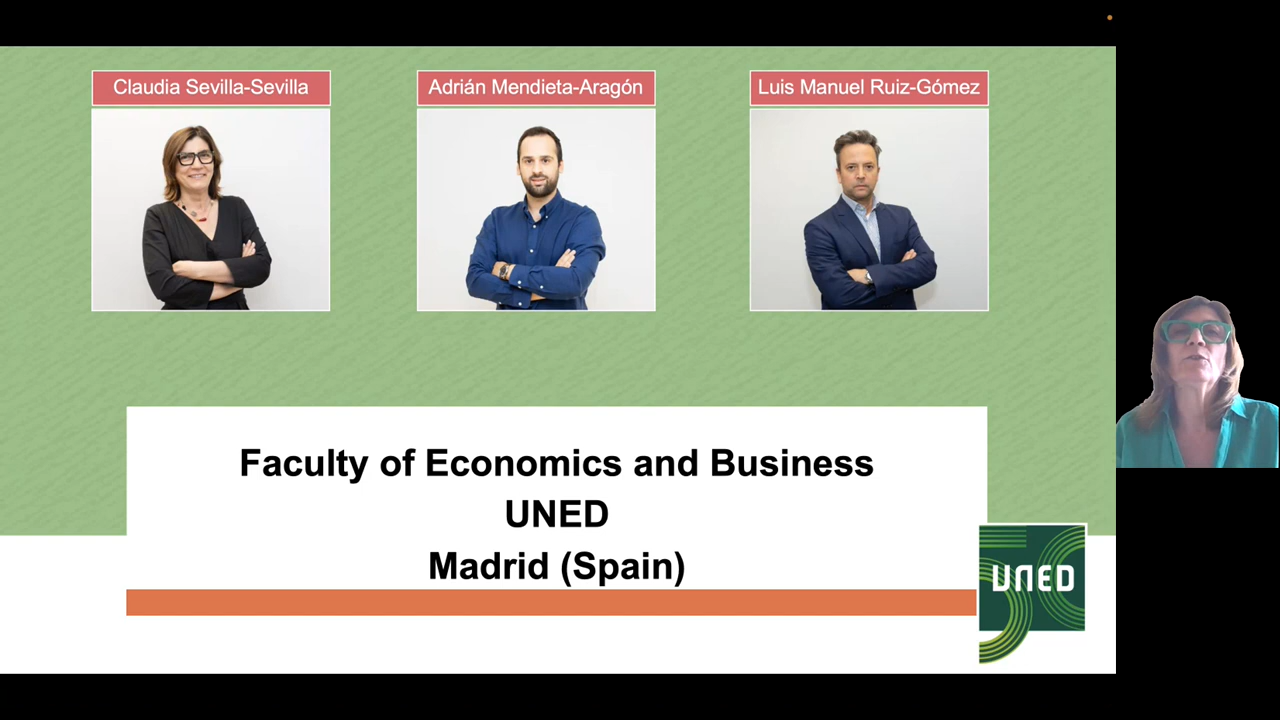 Claudia Sevilla-Sevilla
Adrián Mendieta-Aragón
Luis Manuel Ruiz-Gómez
Faculty of Economics and Business
UNED
Madrid (Spain)
UNED
50